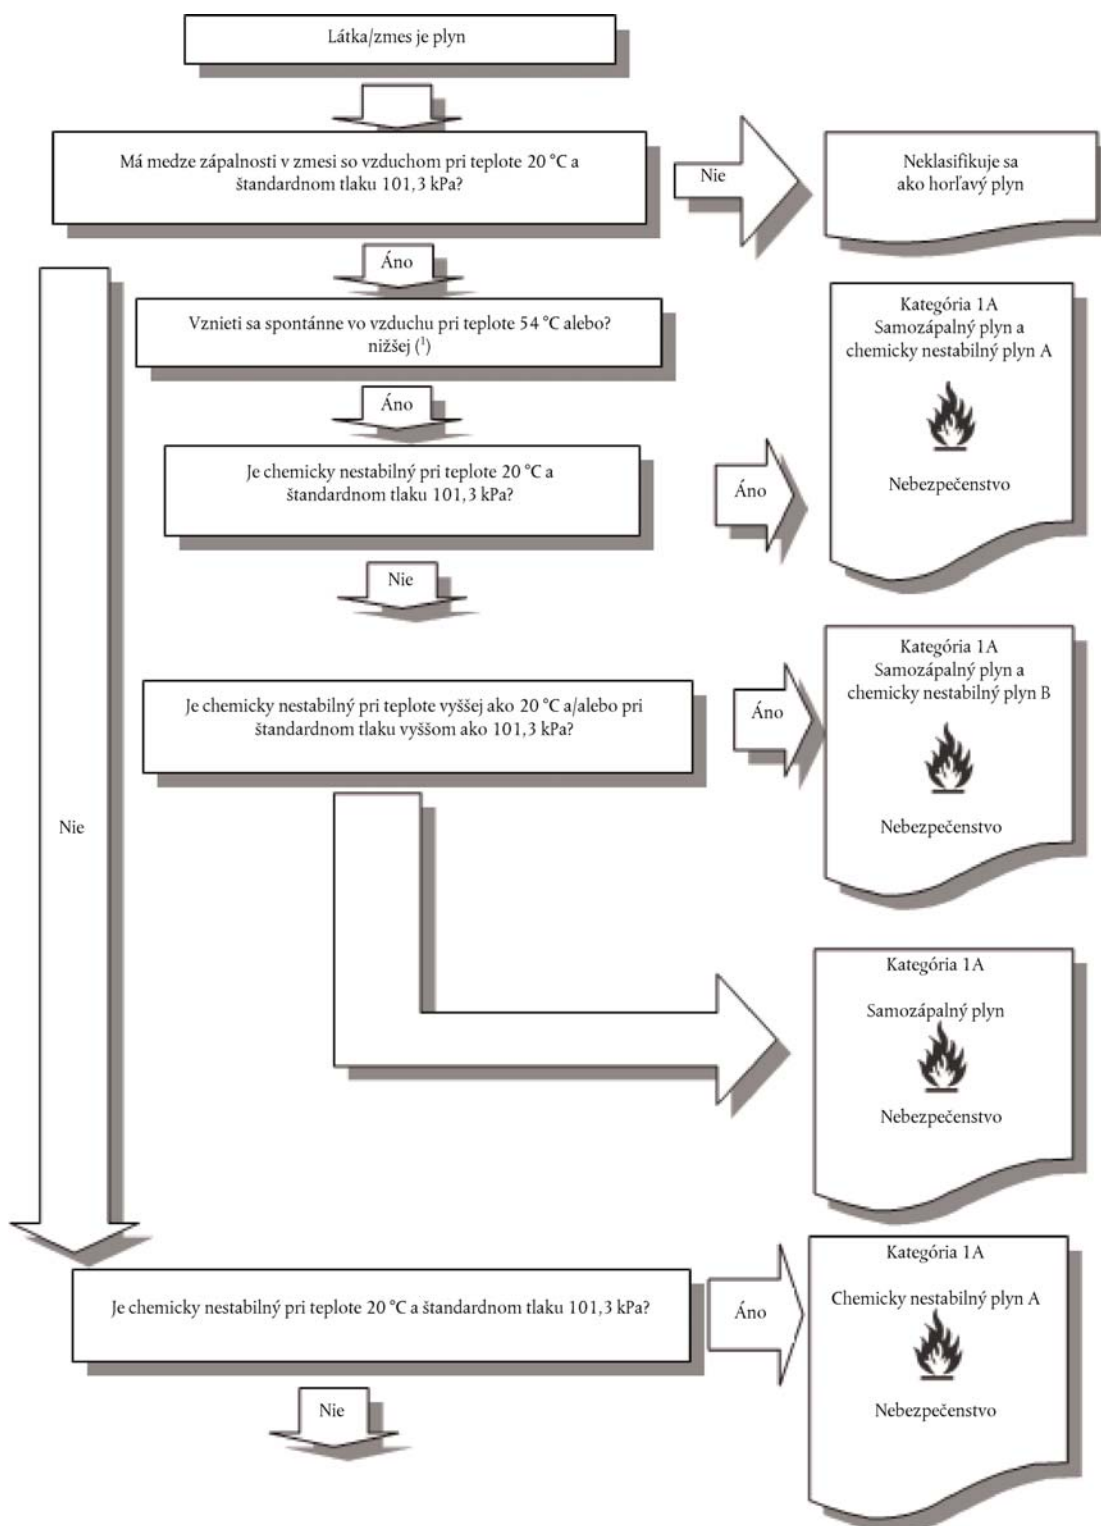 Látka/zmes je plyn
Má medze zápalnosti v zmesi so vzduchom pri teplote 20 °C a
štandardnom tlaku 101,3 kPa?
Nie
Neklasifikuje sa
ako horľavý plyn
Áno
Vznieti sa spontánne vo vzduchu pri teplote 54 °C alebo?
nižšej (¹)
Kategória 1A
Samozápalný plyn a
chemicky nestabilný plyn A
Nebezpečenstvo
Áno
Je chemicky nestabilný pri teplote 20 °C a
štandardnom tlaku 101,3 kPa?
Áno
Nie
Je chemicky nestabilný pri teplote vyššej ako 20 °C a/alebo pri
štandardnom tlaku vyššom ako 101,3 kPa?
Áno
Kategória 1A
Samozápalný plyn a
chemicky nestabilný plyn B
Nebezpečenstvo
Nie
Kategória 1A
Samozápalný plyn
Nebezpečenstvo
Je chemicky nestabilný pri teplote 20 °C a štandardnom tlaku 101,3 kPa?
Áno
Kategória 1A
Chemicky nestabilný plyn A
Nebezpečenstvo
Nie